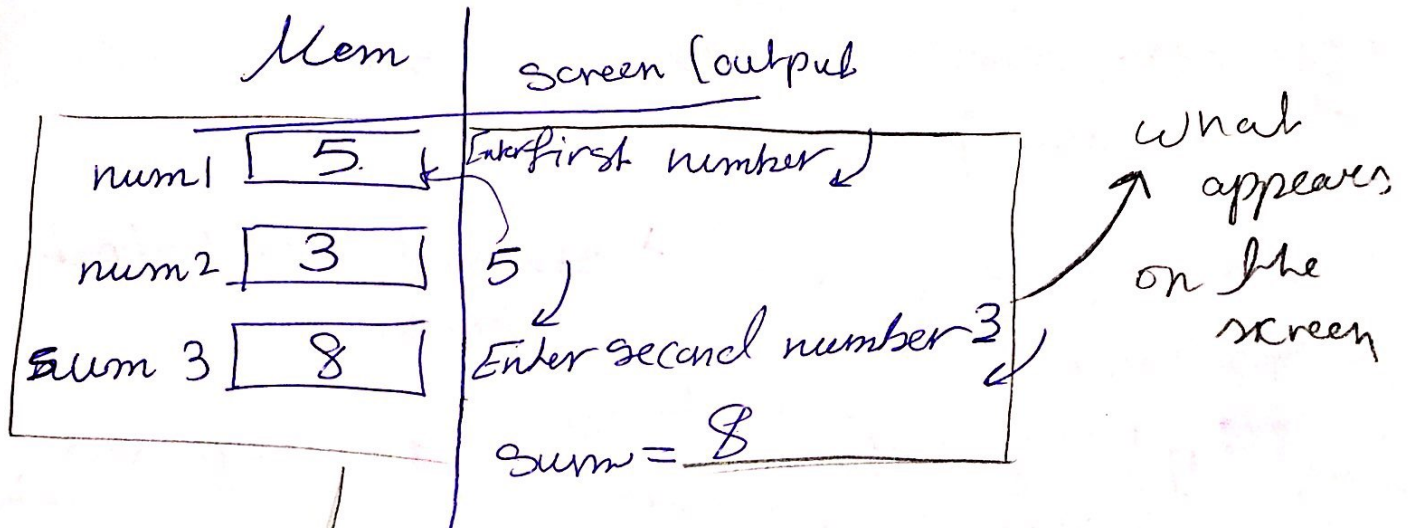 Mem
screen (output
num1 5
Enter first number
num2 3
5
sum 3 8
Enter second number 3
sum = 8
what
appears
on the
screen